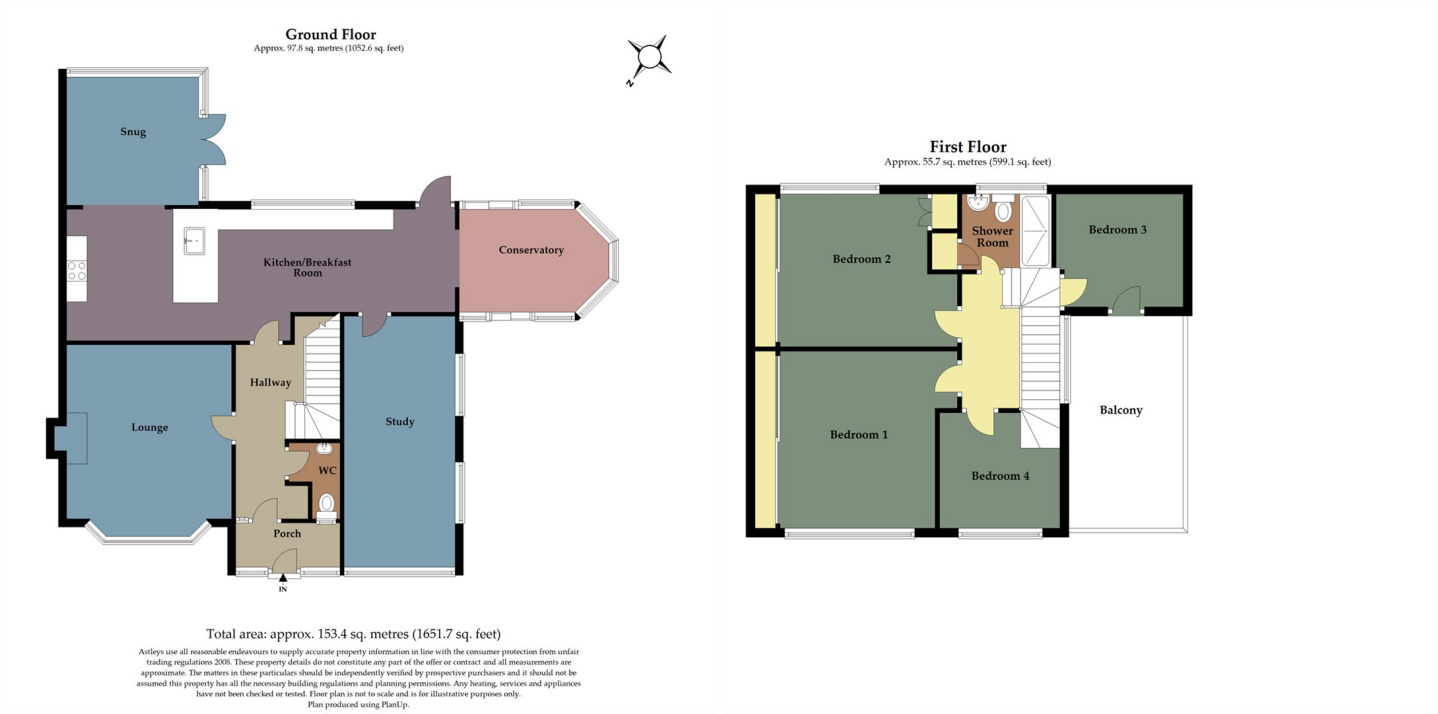 Ground Floor
Approx. 97.8 sq. metres (1052.6 sq. feet)
N
Snug
Kitchen/Breakfast
Room
Conservatory
Hallway
Lounge
Study
WC
Porch
IN
First Floor
Approx. 55.7 sq. metres (599.1 sq. feet)
Shower
Room
Bedroom 3
Bedroom 2
Balcony
Bedroom 1
Bedroom 4
Total area: approx. 153.4 sq. metres (1651.7 sq. feet)
Astleys use all reasonable endeavours to supply accurate property information in line with the consumer protection from unfair
trading regulations 2008. These property details do not constitute any part of the offer or contract and all measurements are
approximate. The matters in these particulars should be independently verified by prospective purchasers and it should not be
assumed this property has all the necessary building regulations and planning permissions. Any heating, services and appliances
have not been checked or tested. Floor plan is not to scale and is for illustrative purposes only.
Plan produced using PlanUp.